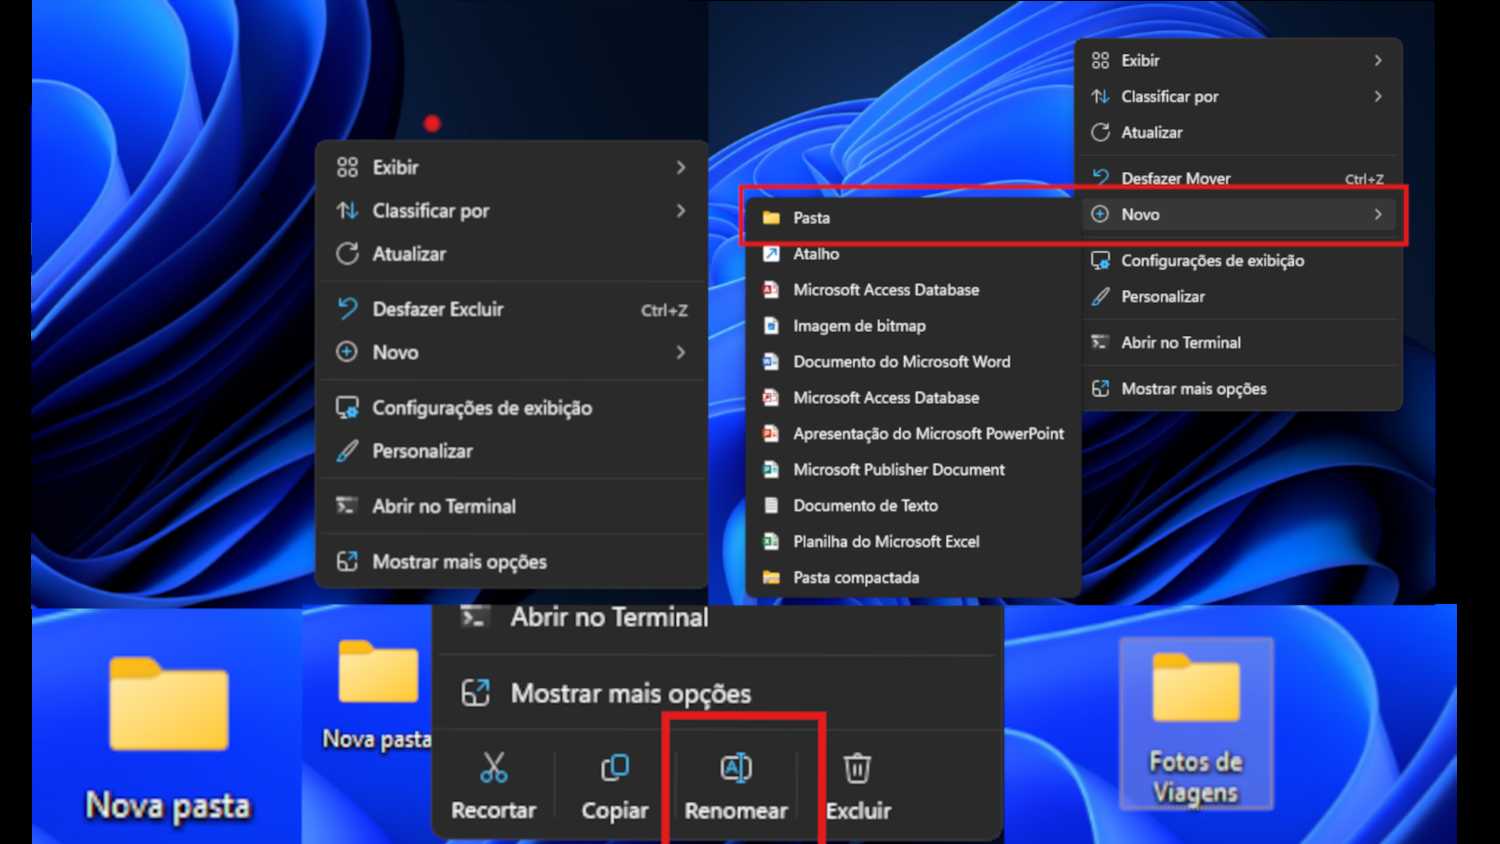 Exibir
Classificar por
Atualizar
Desfazer Excluir Ctrl+Z
Novo
Configurações de exibição
Personalizar
Abrir no Terminal
Mostrar mais opções
Exibir
Classificar por
Atualizar
Desfazer Mover Ctrl+Z
Novo
Configurações de exibição
Personalizar
Abrir no Terminal
Mostrar mais opções
Pasta
Atalho
Microsoft Access Database
Imagem de bitmap
Documento do Microsoft Word
Microsoft Access Database
Apresentação do Microsoft PowerPoint
Microsoft Publisher Document
Documento de Texto
Planilha do Microsoft Excel
Pasta compactada
Nova pasta
Nova pasta
Abrir no Terminal
Mostrar mais opções
Recortar
Copiar
Renomear
Excluir
Fotos de
Viagens